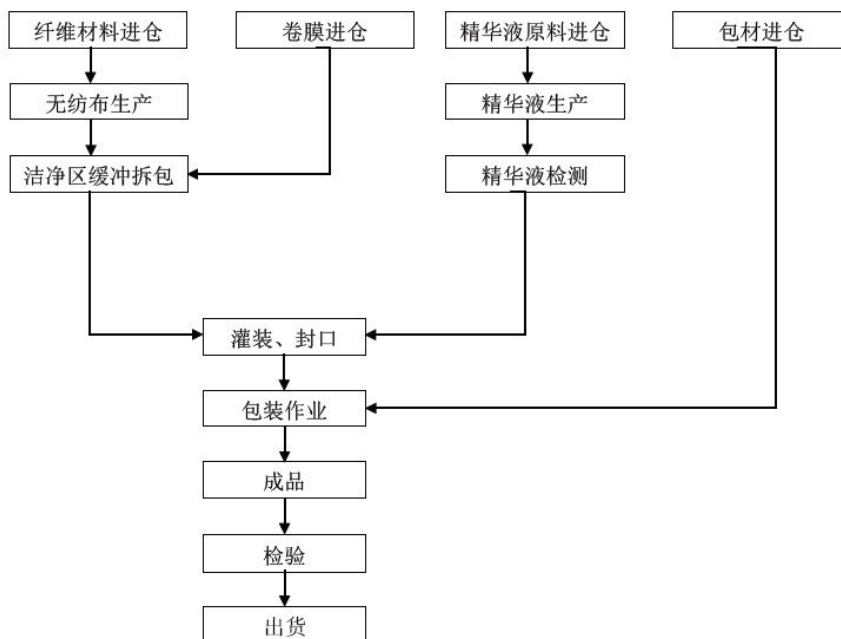 纤维材料进仓
卷膜进仓
精华液原料进仓
包材进仓
无纺布生产
精华液生产
洁净区缓冲拆包
精华液检测
灌装、封口
包装作业
成品
检验
出货